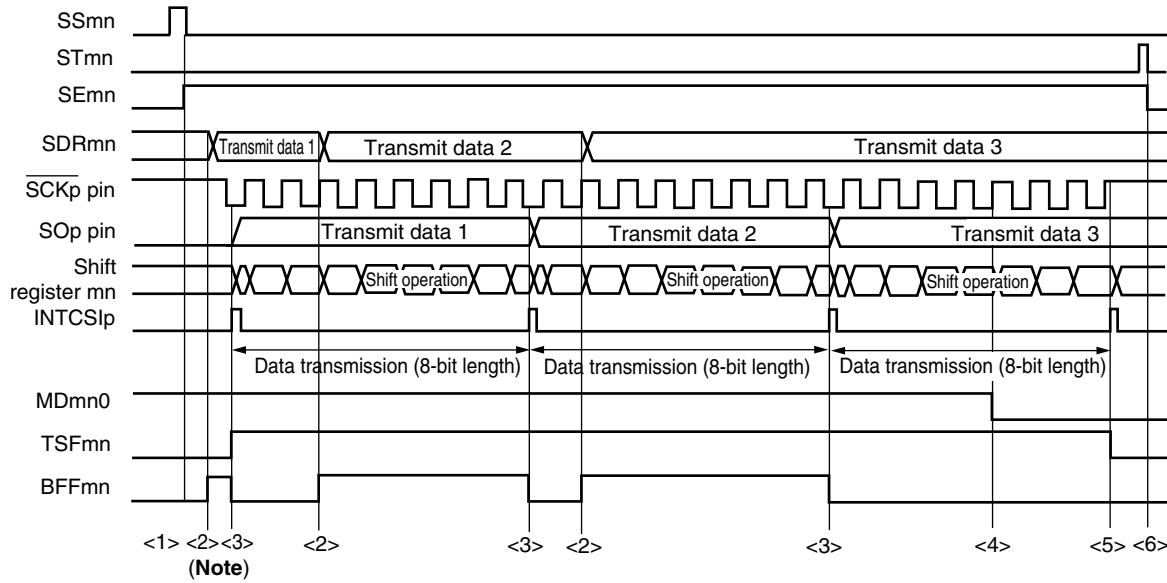 SSmn
STmn
SEmn
SDRmn Transmit data 1 Transmit data 2 Transmit data 3
SCKp pin
SOp pin Transmit data 1 Transmit data 2 Transmit data 3
Shift
register mn Shift operation Shift operation Shift operation
INTCSIp
Data transmission (8-bit length) Data transmission (8-bit length) Data transmission (8-bit length)
MDmn0
TSFmn
BFFmn
<1> <2> <3> <2> <3> <2> <3> <4> <5> <6>
(Note)